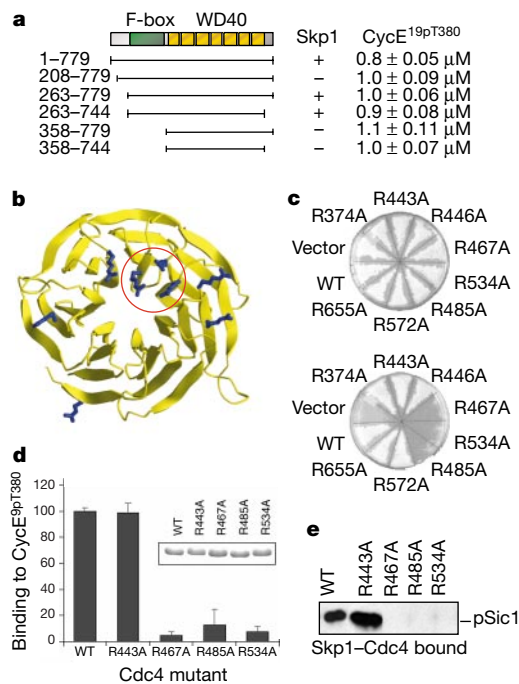 a
F-box WD40 Skp1 CycE19pT380
1–779 + 0.8 ± 0.05 μM
208–779 – 1.0 ± 0.09 μM
263–779 + 1.0 ± 0.06 μM
263–744 + 0.9 ± 0.08 μM
358–779 – 1.1 ± 0.11 μM
358–744 – 1.0 ± 0.07 μM
b
c
R443A
R374A R446A
Vector R467A
WT R534A
R655A R485A
R572A
R443A
R374A R446A
Vector R467A
WT R534A
R655A R485A
R572A
d
Binding to CycE9pT380
120
100
80
60
40
20
0
WT R443A R467A R485A R534A
WT R443A R467A R485A R534A
Cdc4 mutant
e
WT R443A R467A R485A R534A
pSic1
Skp1–Cdc4 bound